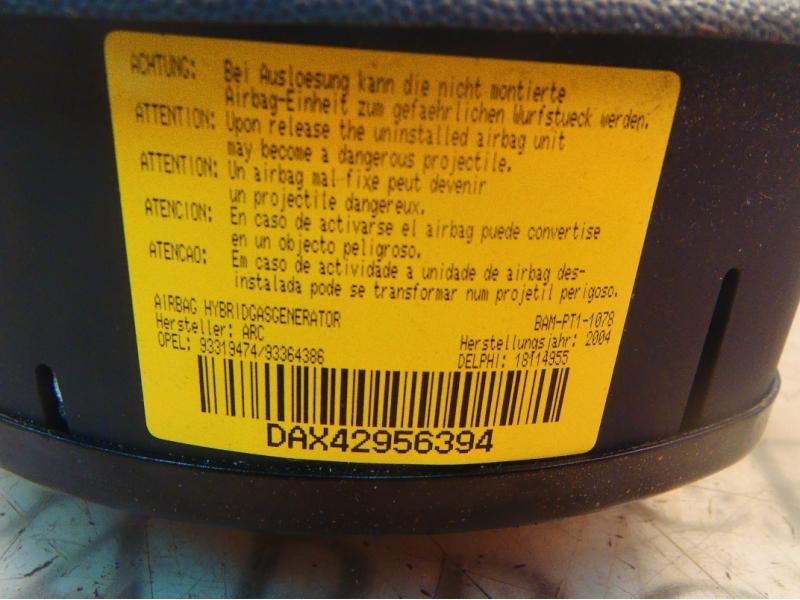 ACHTUNG: Bei Ausloesung kann die nicht montierte
Airbag-Einheit zum gefaehrlichen Wurfstueck werden.
ATTENTION: Upon release the uninstalled airbag unit
may become a dangerous projectile.
ATTENTION: Un airbag mal fixe peut devenir
un projectile dangereux.
ATENCION: En caso de activarse el airbag puede convertise
en un objecto peligroso.
ATENCAO: Em caso de actividade a unidade de airbag des-
instalada pode se transformar num projetil perigoso.
AIRBAG HYBRIDGASGENERATOR BAM-PT1-1078
Hersteller: ARC Herstellungsjahr: 2004
OPEL: 93319474/93364386 DELPHI: 18114955
DAX42956394